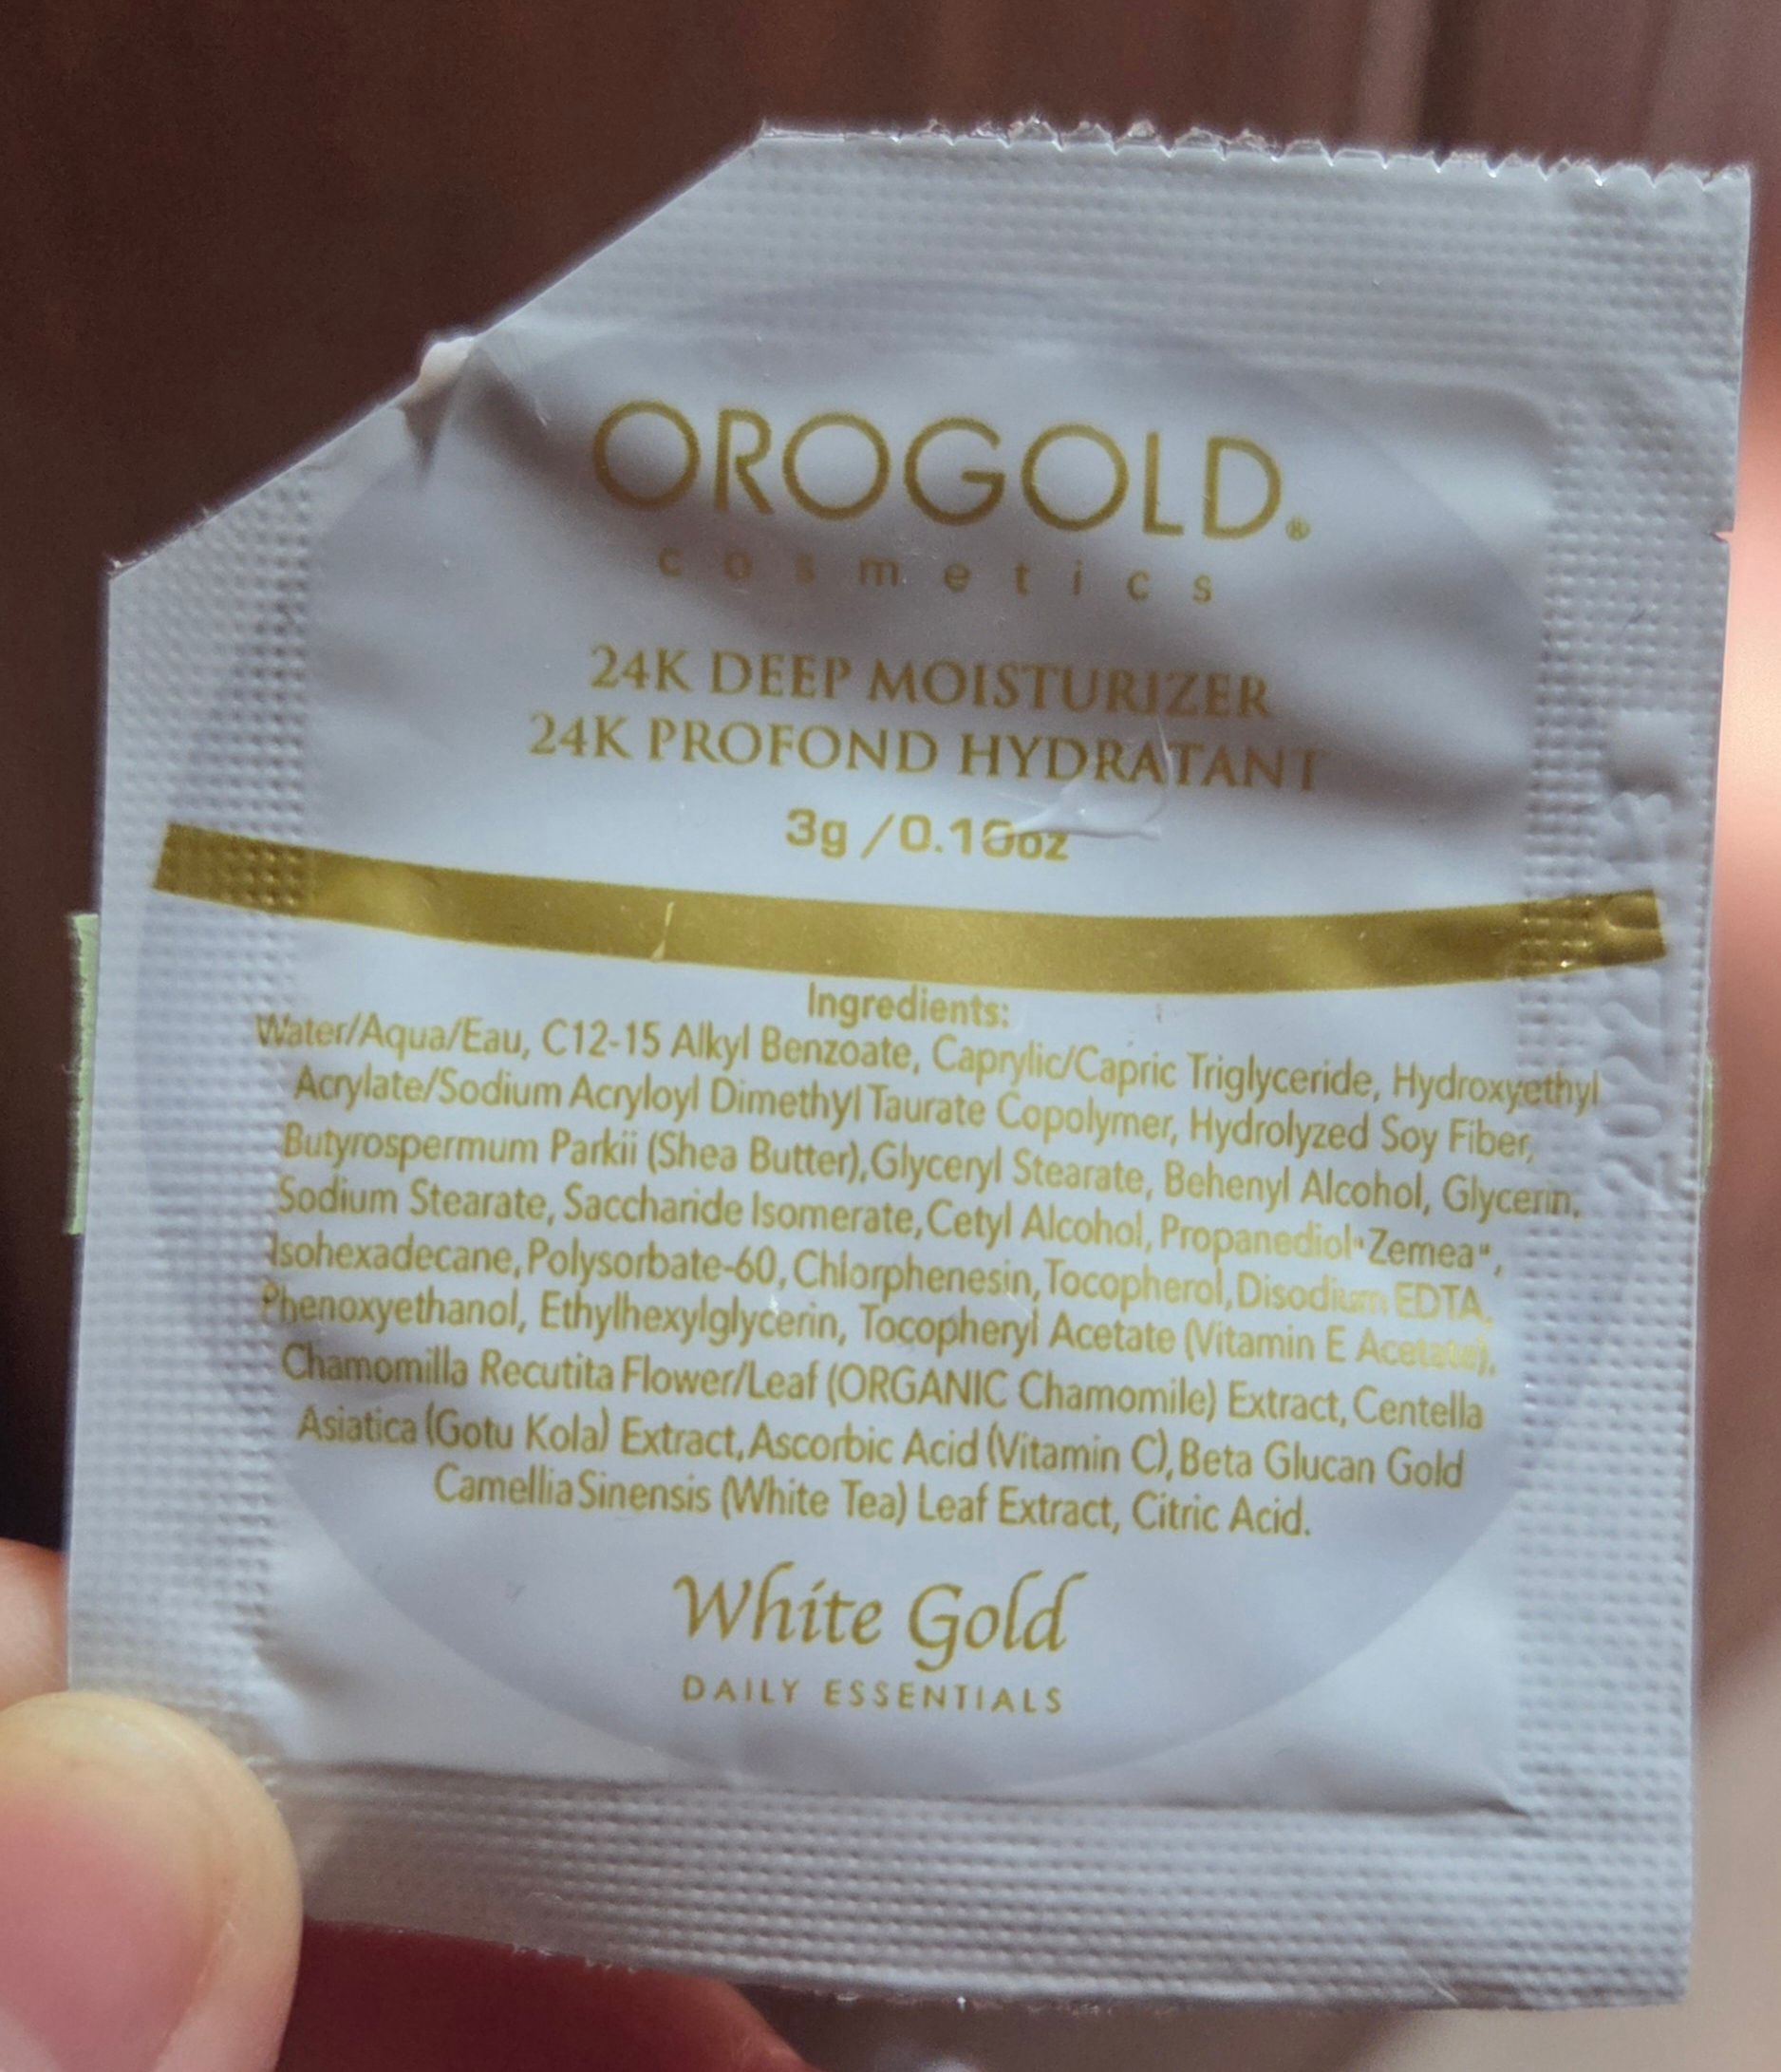 OROGOLD®
cosmetics
24K DEEP MOISTURIZER
24K PROFOND HYDRATANT
3g /0.10oz
Ingredients:
Water/Aqua/Eau, C12-15 Alkyl Benzoate, Caprylic/Capric Triglyceride, Hydroxyethyl
Acrylate/Sodium Acryloyl Dimethyl Taurate Copolymer, Hydrolyzed Soy Fiber,
Butyrospermum Parkii (Shea Butter),Glyceryl Stearate, Behenyl Alcohol, Glycerin,
Sodium Stearate, Saccharide Isomerate,Cetyl Alcohol, Propanediol"Zemea",
Isohexadecane,Polysorbate-60,Chlorphenesin,Tocopherol,Disodium EDTA,
Phenoxyethanol, Ethylhexylglycerin, Tocopheryl Acetate (Vitamin E Acetate),
Chamomilla Recutita Flower/Leaf (ORGANIC Chamomile) Extract,Centella
Asiatica (Gotu Kola) Extract,Ascorbic Acid (Vitamin C),Beta Glucan Gold
Camellia Sinensis (White Tea) Leaf Extract, Citric Acid.
White Gold
DAILY ESSENTIALS